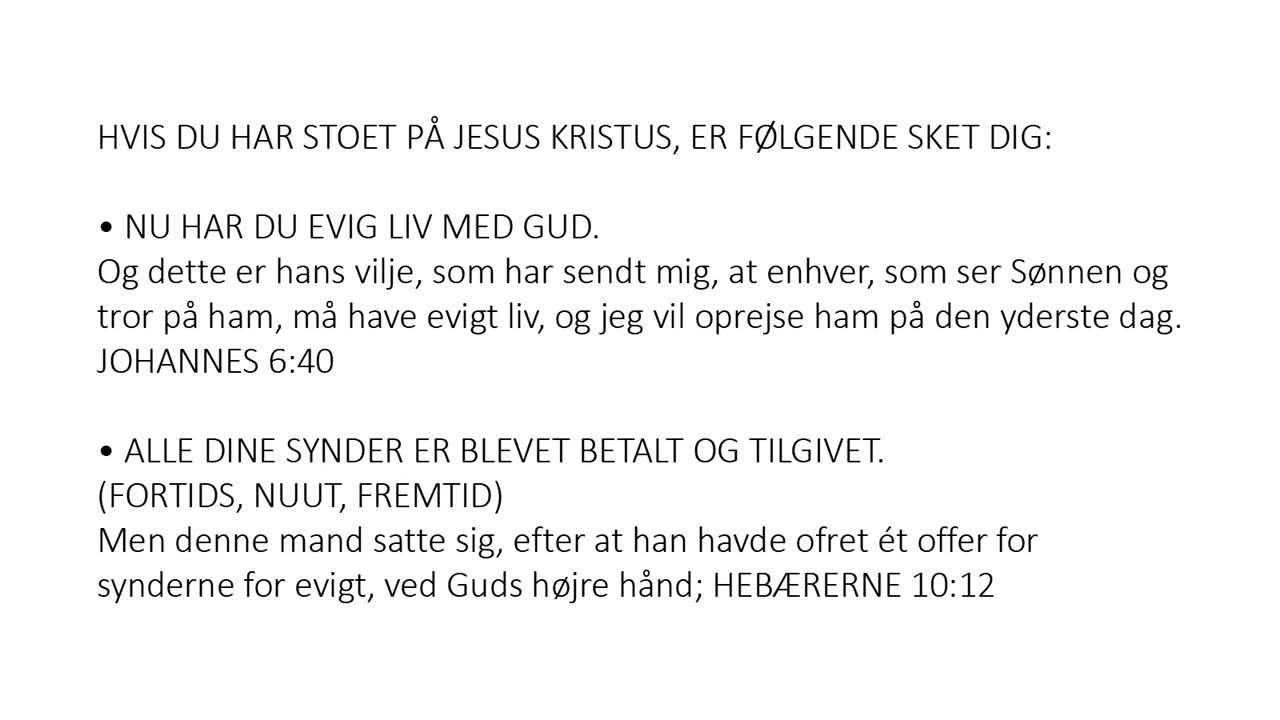 HVIS DU HAR STOET PÅ JESUS KRISTUS, ER FØLGENDE SKET DIG:
• NU HAR DU EVIG LIV MED GUD.
Og dette er hans vilje, som har sendt mig, at enhver, som ser Sønnen og
tror på ham, må have evigt liv, og jeg vil oprejse ham på den yderste dag.
JOHANNES 6:40
• ALLE DINE SYNDER ER BLEVET BETALT OG TILGIVET.
(FORTIDS, NUUT, FREMTID)
Men denne mand satte sig, efter at han havde ofret ét offer for
synderne for evigt, ved Guds højre hånd; HEBÆRERNE 10:12